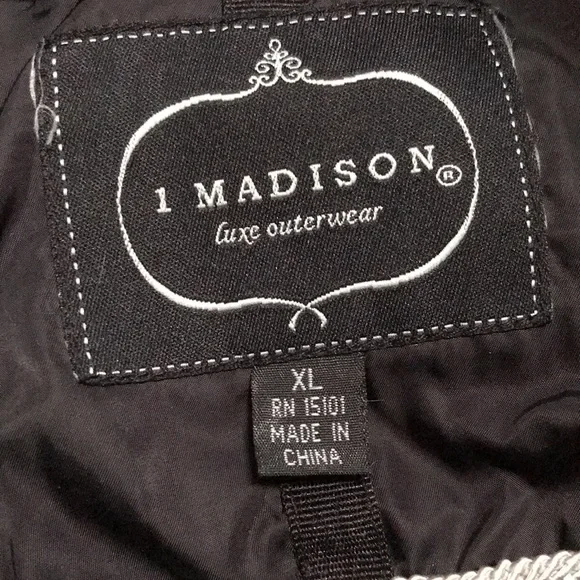 1 MADISON®
luxe outerwear
XL
RN 15101
MADE IN
CHINA